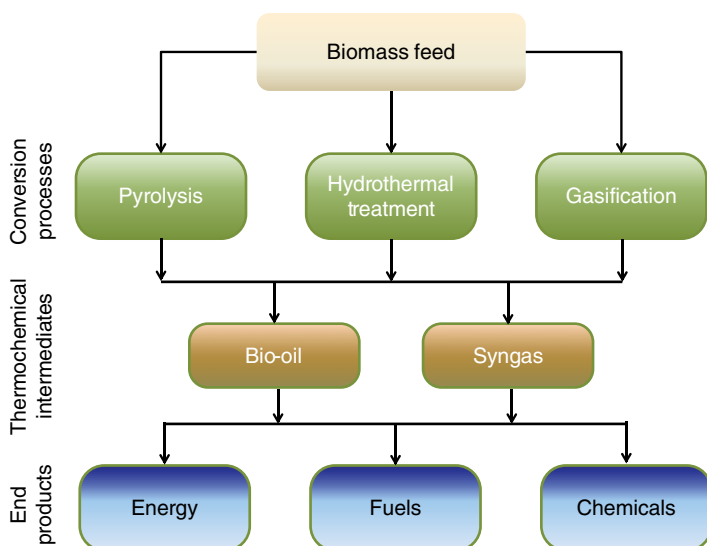 Biomass feed
Conversion
processes
Pyrolysis
Hydrothermal
treatment
Gasification
Thermochemical
intermediates
Bio-oil
Syngas
End
products
Energy
Fuels
Chemicals